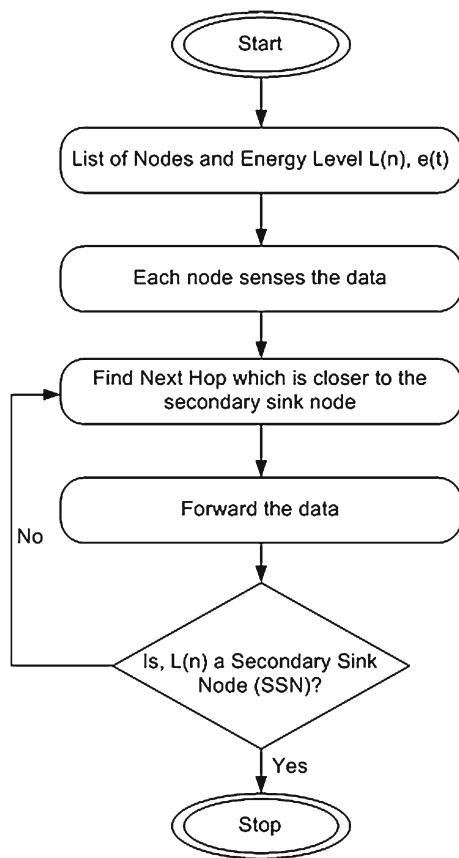 Start
List of Nodes and Energy Level L(n), e(t)
Each node senses the data
Find Next Hop which is closer to the
secondary sink node
Forward the data
No
Is, L(n) a Secondary Sink
Node (SSN)?
Yes
Stop